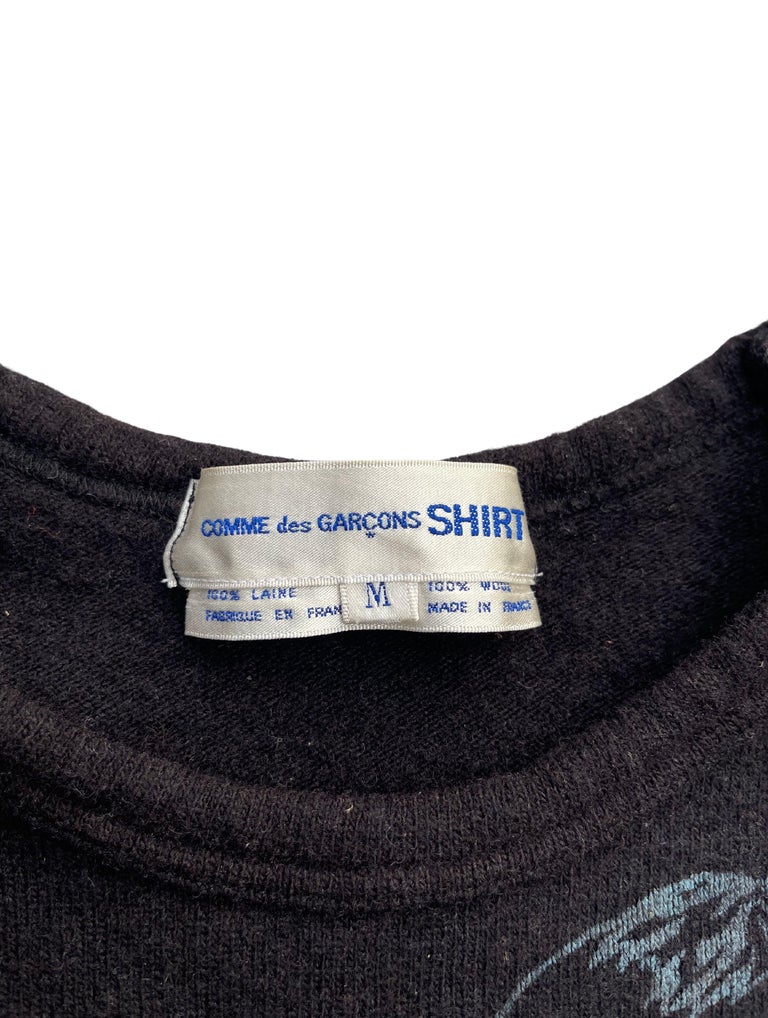 COMME des GARÇONS SHIRT
*
100% LAINE
FABRIQUE EN FRAN
M
100% WOOL
MADE IN FRANCE